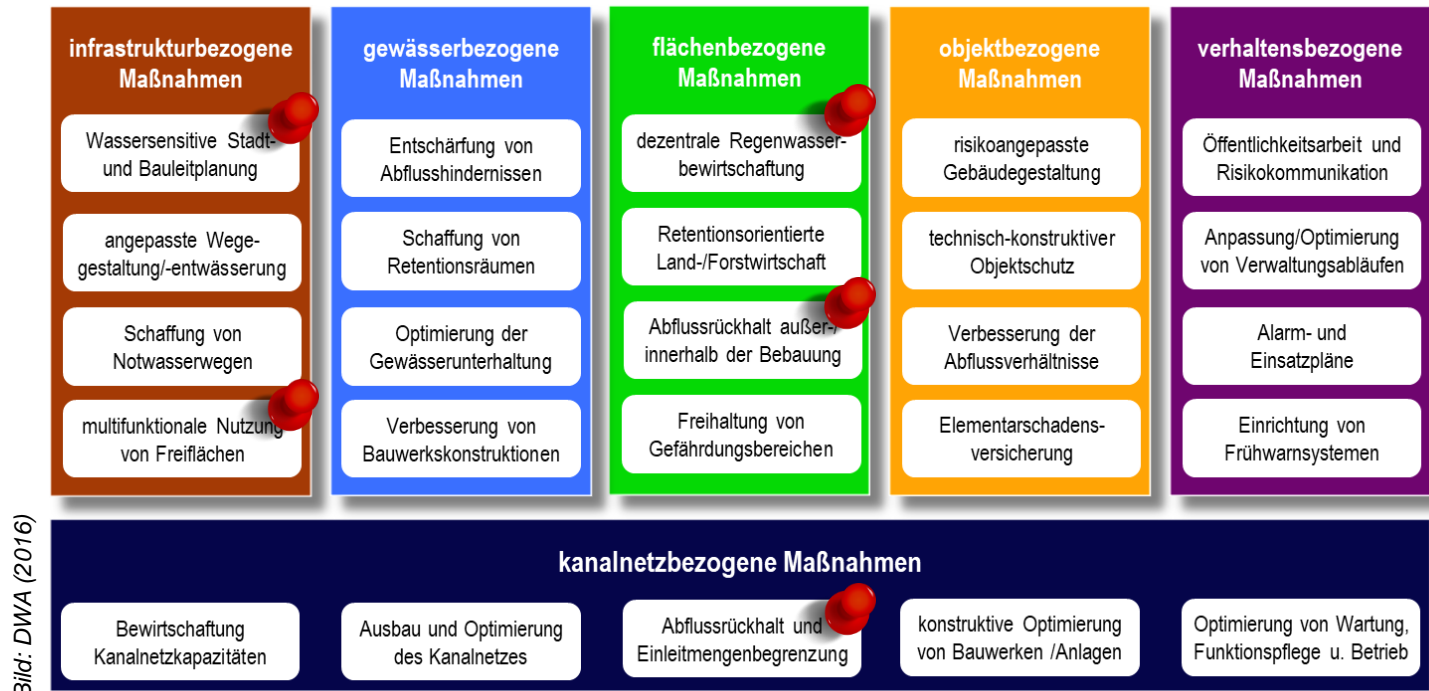 infrastrukturbezogene
Maßnahmen
Wassersensitive Stadt-
und Bauleitplanung
angepasste Wege-
gestaltung/-entwässerung
Schaffung von
Notwasserwegen
multifunktionale Nutzung
von Freiflächen
gewässerbezogene
Maßnahmen
Entschärfung von
Abflusshindernissen
Schaffung von
Retentionsräumen
Optimierung der
Gewässerunterhaltung
Verbesserung von
Bauwerkskonstruktionen
flächenbezogene
Maßnahmen
dezentrale Regenwasser-
bewirtschaftung
Retentionsorientierte
Land-/Forstwirtschaft
Abflussrückhalt außer-/
innerhalb der Bebauung
Freihaltung von
Gefährdungsbereichen
objektbezogene
Maßnahmen
risikoangepasste
Gebäudegestaltung
technisch-konstruktiver
Objektschutz
Verbesserung der
Abflussverhältnisse
Elementarschadens-
versicherung
verhaltensbezogene
Maßnahmen
Öffentlichkeitsarbeit und
Risikokommunikation
Anpassung/Optimierung
von Verwaltungsabläufen
Alarm- und
Einsatzpläne
Einrichtung von
Frühwarnsystemen
kanalnetzbezogene Maßnahmen
Bewirtschaftung
Kanalnetzkapazitäten
Ausbau und Optimierung
des Kanalnetzes
Abflussrückhalt und
Einleitmengenbegrenzung
konstruktive Optimierung
von Bauwerken /Anlagen
Optimierung von Wartung,
Funktionspflege u. Betrieb
Bild: DWA (2016)